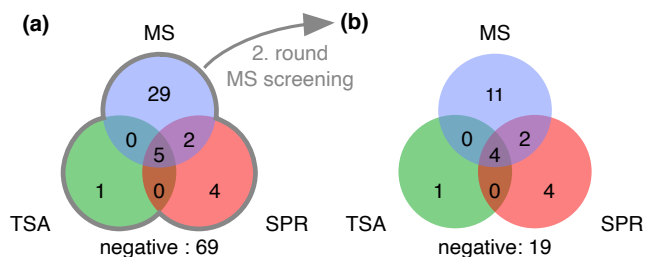 (a)
MS
29
0
2
5
1
0
4
TSA
SPR
negative : 69
2. round
MS screening
(b)
MS
11
0
2
4
1
0
4
TSA
SPR
negative: 19